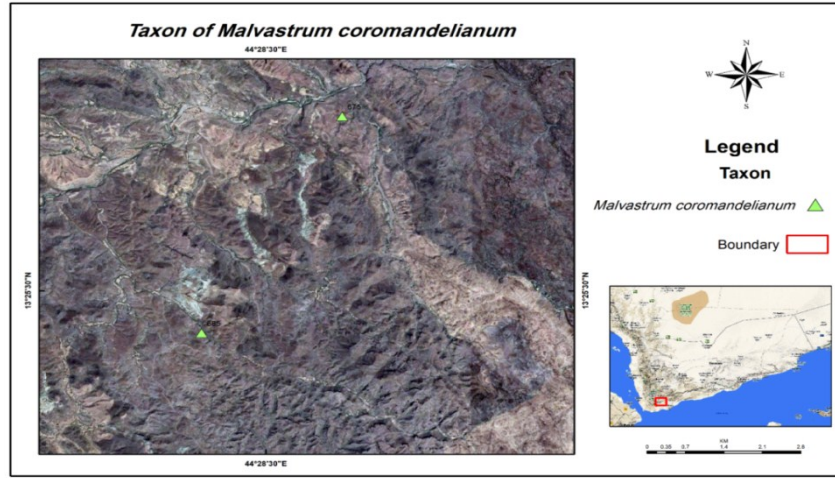 Taxon of Malvastrum coromandelianum
44°28'30"E
N
W
E
S
Legend
Taxon
Malvastrum coromandelianum
Boundary
13°25'30"N
13°25'30"N
KM
0 0.35 0.7 1.4 2.1 2.8
44°28'30"E